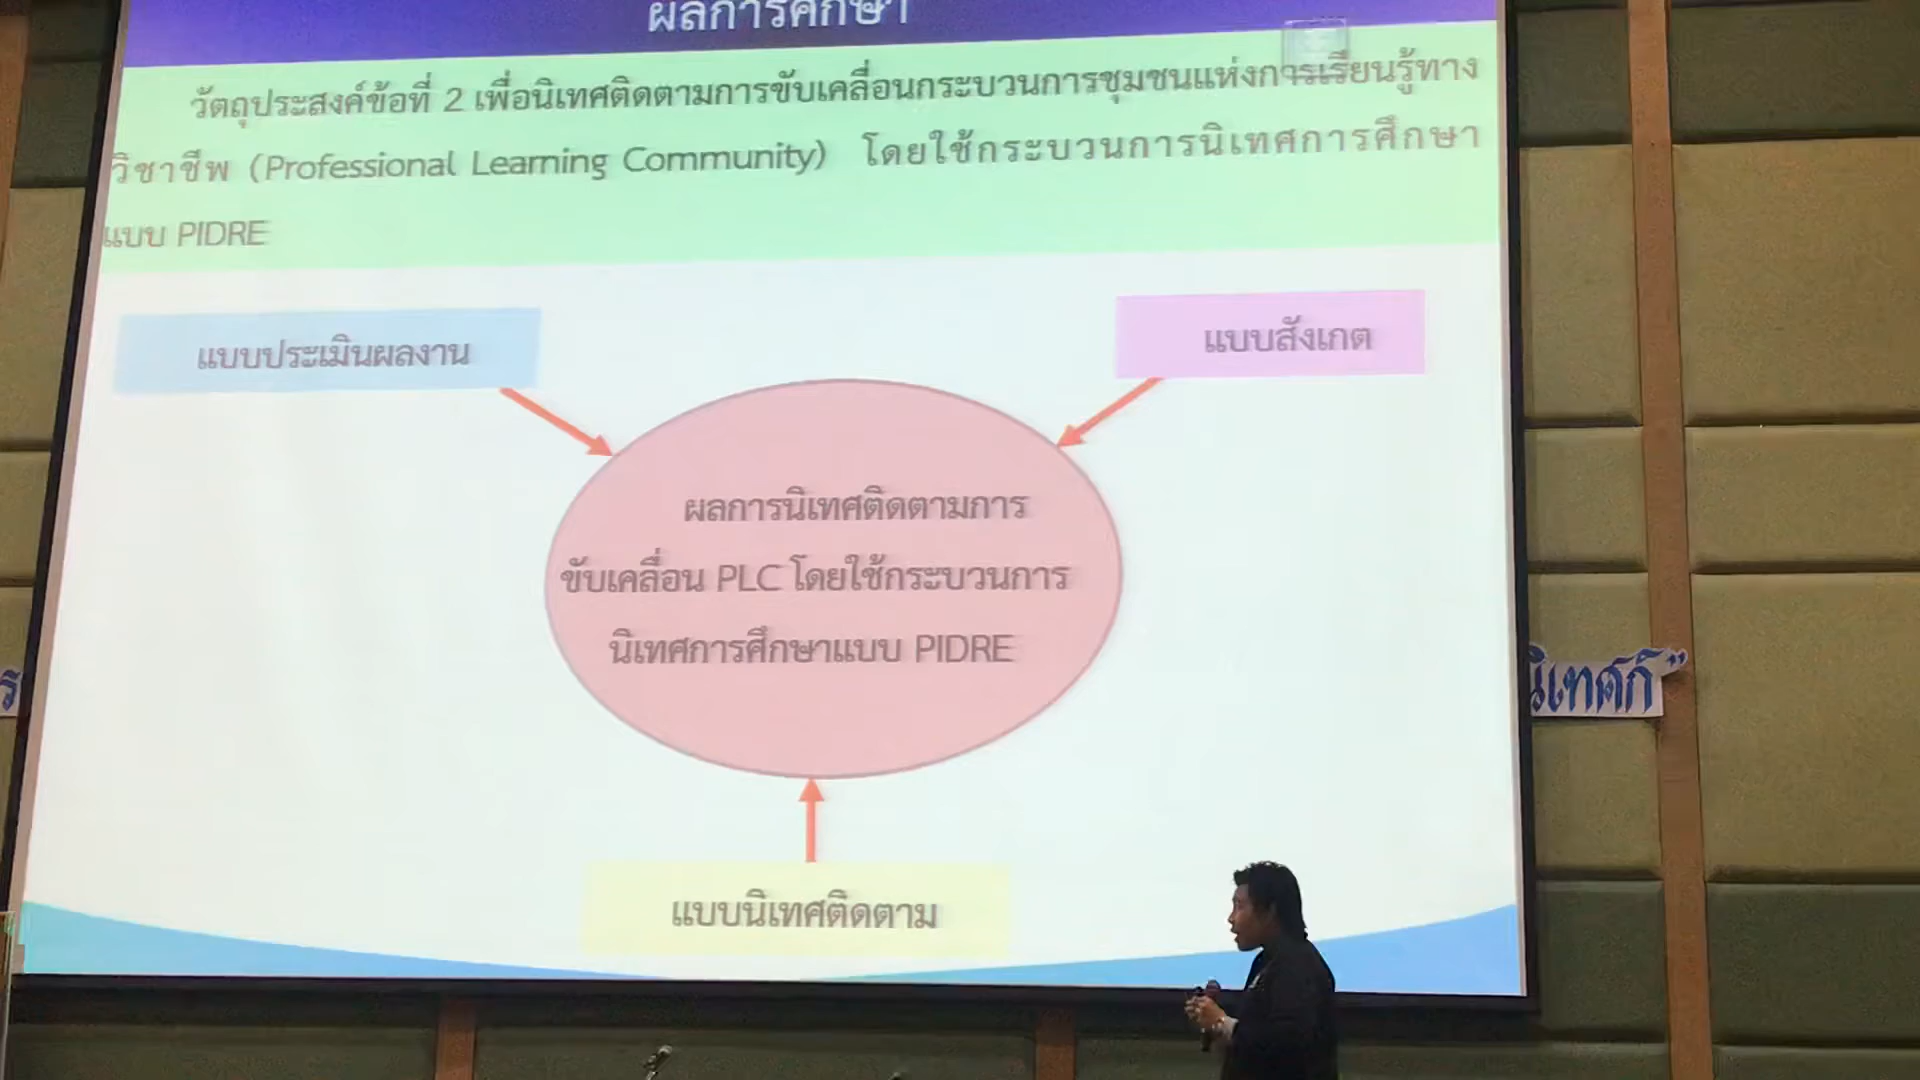 ผลการศึกษา
วัตถุประสงค์ข้อที่ 2 เพื่อนิเทศติดตามการขับเคลื่อนกระบวนการชุมชนแห่งการเรียนรู้ทาง
วิชาชีพ (Professional Learning Community) โดยใช้กระบวนการนิเทศการศึกษา
แบบ PIDRE
แบบประเมินผลงาน
แบบสังเกต
ผลการนิเทศติดตามการ
ขับเคลื่อน PLC โดยใช้กระบวนการ
นิเทศการศึกษาแบบ PIDRE
แบบนิเทศติดตาม
นิเทศก์”